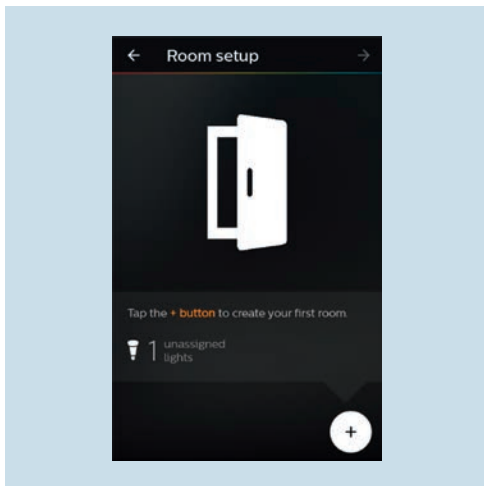 Room setup
Tap the + button to create your first room.
1 unassigned
lights
+